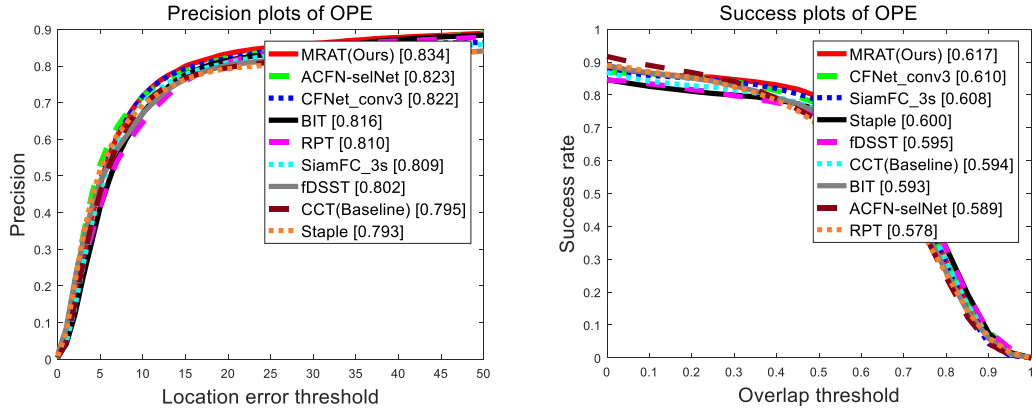 Precision plots of OPE
0.9
0.8
0.7
0.6
0.5
0.4
0.3
0.2
0.1
0
Precision
MRAT(Ours) [0.834]
ACFN-selNet [0.823]
CFNet_conv3 [0.822]
BIT [0.816]
RPT [0.810]
SiamFC_3s [0.809]
fDSST [0.802]
CCT(Baseline) [0.795]
Staple [0.793]
0 5 10 15 20 25 30 35 40 45 50
Location error threshold
Success plots of OPE
1
0.9
0.8
0.7
0.6
0.5
0.4
0.3
0.2
0.1
0
Success rate
MRAT(Ours) [0.617]
CFNet_conv3 [0.610]
SiamFC_3s [0.608]
Staple [0.600]
fDSST [0.595]
CCT(Baseline) [0.594]
BIT [0.593]
ACFN-selNet [0.589]
RPT [0.578]
0 0.1 0.2 0.3 0.4 0.5 0.6 0.7 0.8 0.9 1
Overlap threshold